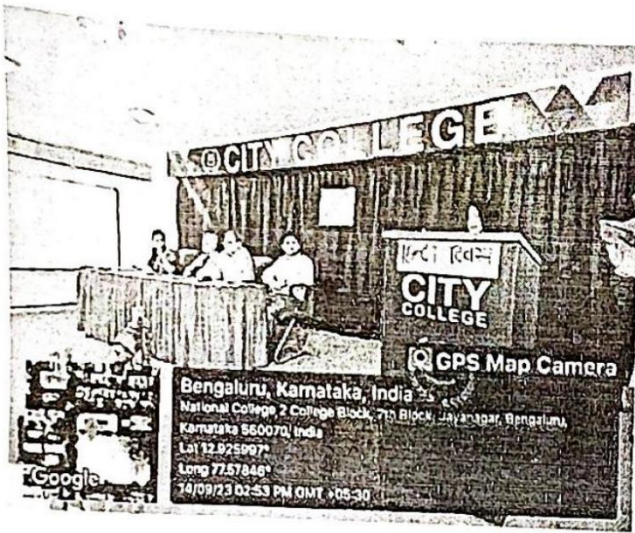 CITY COLLEGE
हिन्दी दिवस
CITY
COLLEGE
GPS Map Camera
Bengaluru, Karnataka, India
National College 2 College Block, 7th Block, Jayanagar, Bengaluru,
Karnataka 560070, India
Lat 12.925997°
Long 77.57846°
14/09/23 02:53 PM GMT +05:30
Google